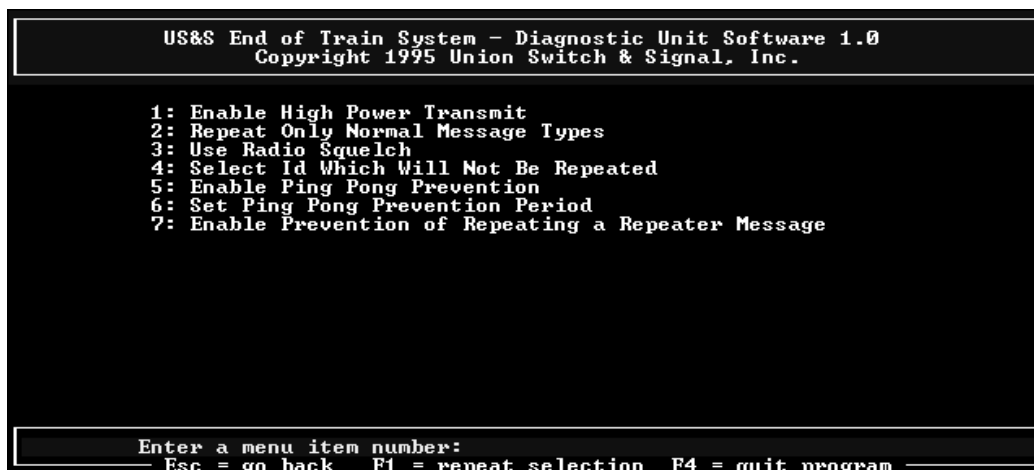 US&S End of Train System - Diagnostic Unit Software 1.0
Copyright 1995 Union Switch & Signal, Inc.
1: Enable High Power Transmit
2: Repeat Only Normal Message Types
3: Use Radio Squelch
4: Select Id Which Will Not Be Repeated
5: Enable Ping Pong Prevention
6: Set Ping Pong Prevention Period
7: Enable Prevention of Repeating a Repeater Message
Enter a menu item number:
Esc = go back F1 = repeat selection F4 = quit program